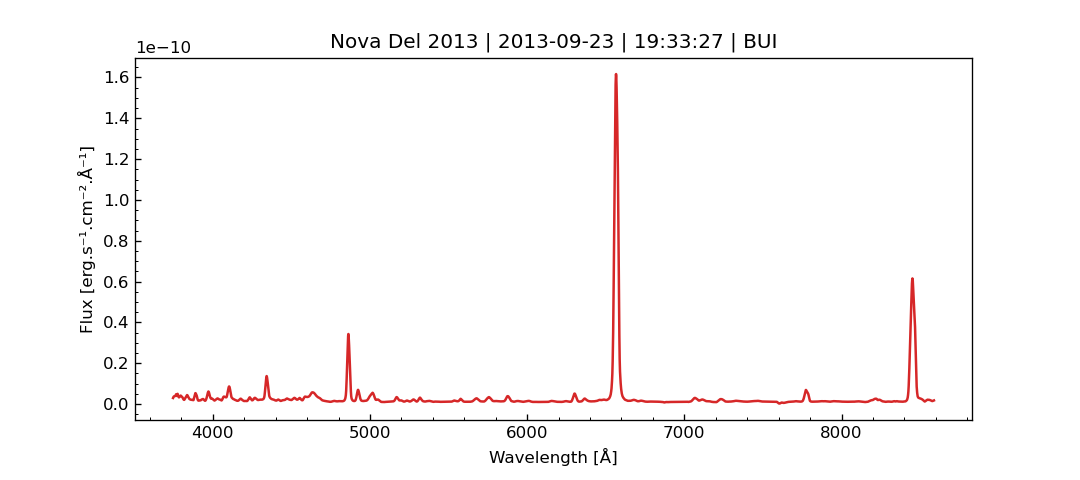 Nova Del 2013 | 2013-09-23 | 19:33:27 | BUI
1e−10
1.6
1.4
1.2
1.0
0.8
0.6
0.4
0.2
0.0
Flux [erg.s⁻¹.cm⁻².Å⁻¹]
4000 5000 6000 7000 8000
Wavelength [Å]